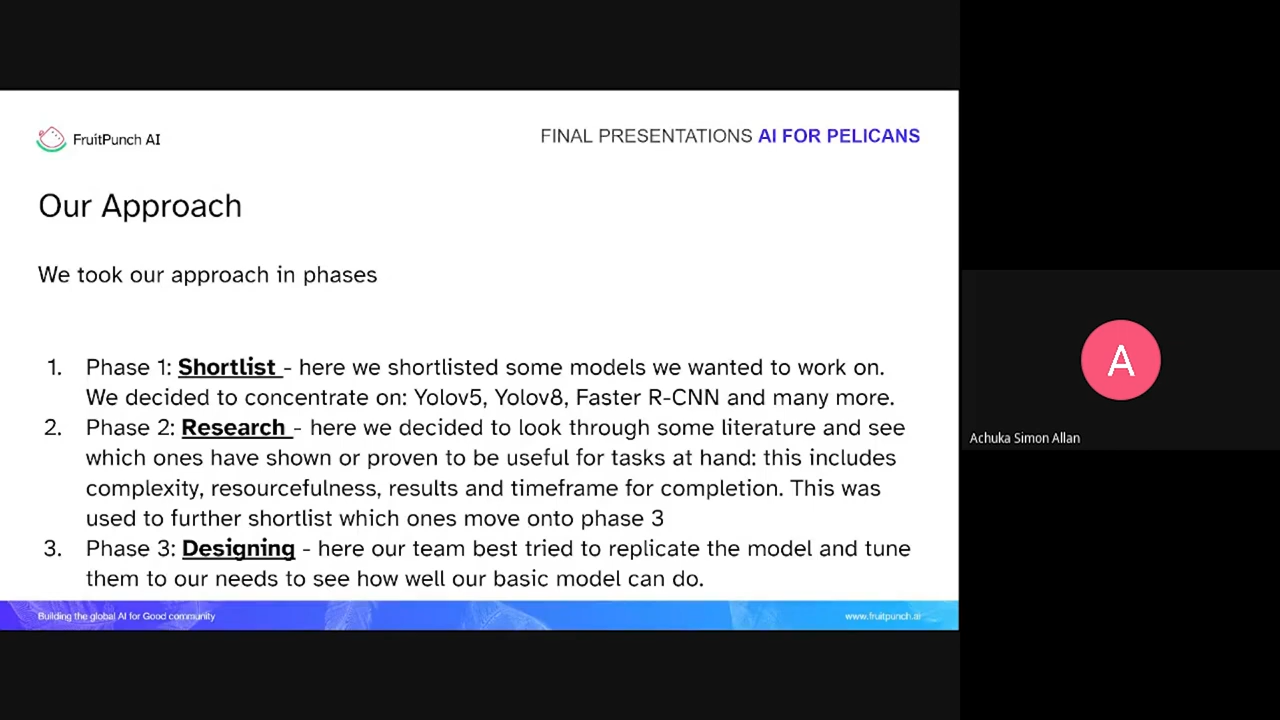 FruitPunch AI
FINAL PRESENTATIONS AI FOR PELICANS
Our Approach
We took our approach in phases
1. Phase 1: Shortlist - here we shortlisted some models we wanted to work on.
We decided to concentrate on: Yolov5, Yolov8, Faster R-CNN and many more.
2. Phase 2: Research - here we decided to look through some literature and see
which ones have shown or proven to be useful for tasks at hand: this includes
complexity, resourcefulness, results and timeframe for completion. This was
used to further shortlist which ones move onto phase 3
3. Phase 3: Designing - here our team best tried to replicate the model and tune
them to our needs to see how well our basic model can do.
Building the global AI for Good community
www.fruitpunch.ai
A
Achuka Simon Allan